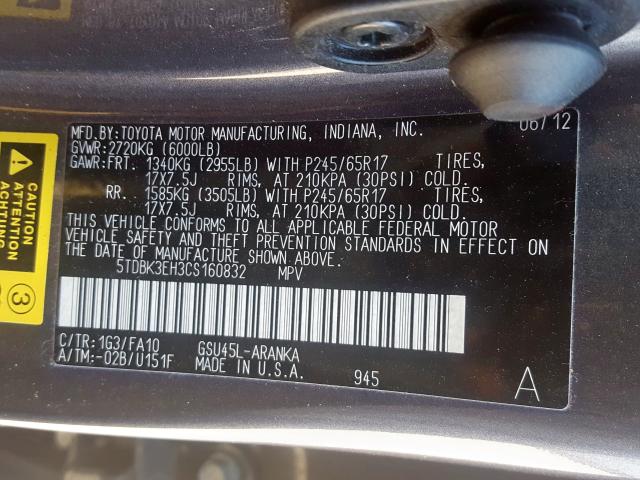 MFD.BY:TOYOTA MOTOR MANUFACTURING, INDIANA, INC. 06/12
GVWR:2720KG (6000LB)
GAWR:FRT. 1340KG (2955LB) WITH P245/65R17 TIRES,
17X7.5J RIMS, AT 210KPA (30PSI) COLD.
RR. 1585KG (3505LB) WITH P245/65R17 TIRES,
17X7.5J RIMS, AT 210KPA (30PSI) COLD.
THIS VEHICLE CONFORMS TO ALL APPLICABLE FEDERAL MOTOR
VEHICLE SAFETY AND THEFT PREVENTION STANDARDS IN EFFECT ON
THE DATE OF MANUFACTURE SHOWN ABOVE.
5TDBK3EH3CS160832 MPV
C/TR:1G3/FA10 GSU45L-ARANKA
A/TM:-02B/U151F MADE IN U.S.A. 945 A
ATTENTION
CAUTION
ACHTUNG
3